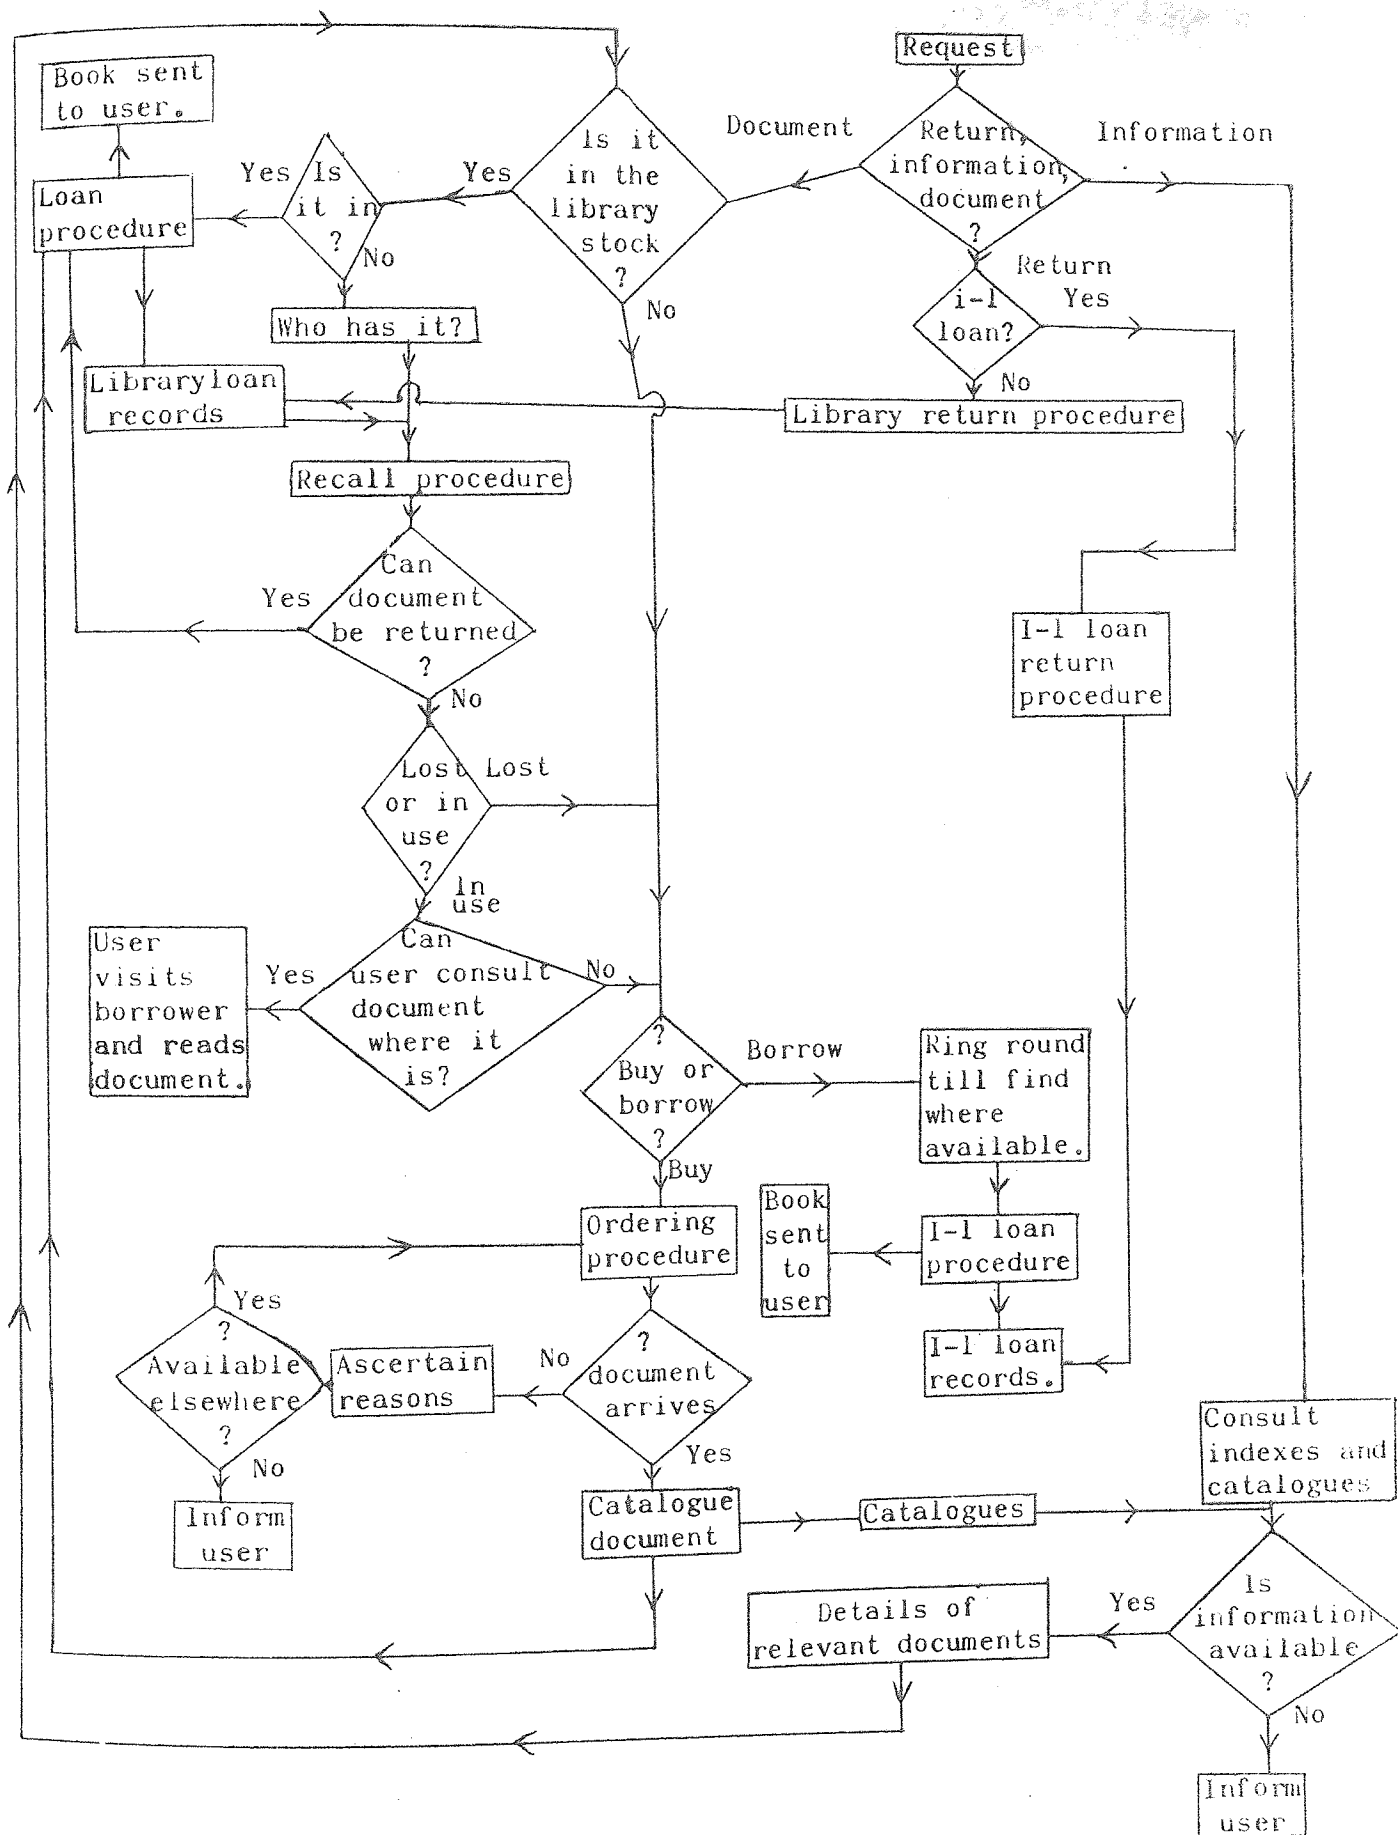 Request
Return,
information,
document
?
Document
Information
Return
i-l
loan?
Yes
No
Library return procedure
Is it
in the
library
stock
?
Yes
No
Is
it in
?
Yes
No
Loan
procedure
Book sent
to user.
Who has it?
Libraryloan
records
Recall procedure
Can
document
be returned
?
Yes
No
Lost
or in
use
?
Lost
In
use
Can
user consult
document
where it
is?
Yes
No
User
visits
borrower
and reads
document.
I-l loan
return
procedure
?
Buy or
borrow
?
Borrow
Buy
Ring round
till find
where
available.
I-l loan
procedure
Book
sent
to
user
I-l loan
records.
Ordering
procedure
?
document
arrives
No
Yes
Ascertain
reasons
?
Available
elsewhere
?
Yes
No
Inform
user
Catalogue
document
Catalogues
Consult
indexes and
catalogues
Is
information
available
?
Yes
No
Details of
relevant documents
Inform
user